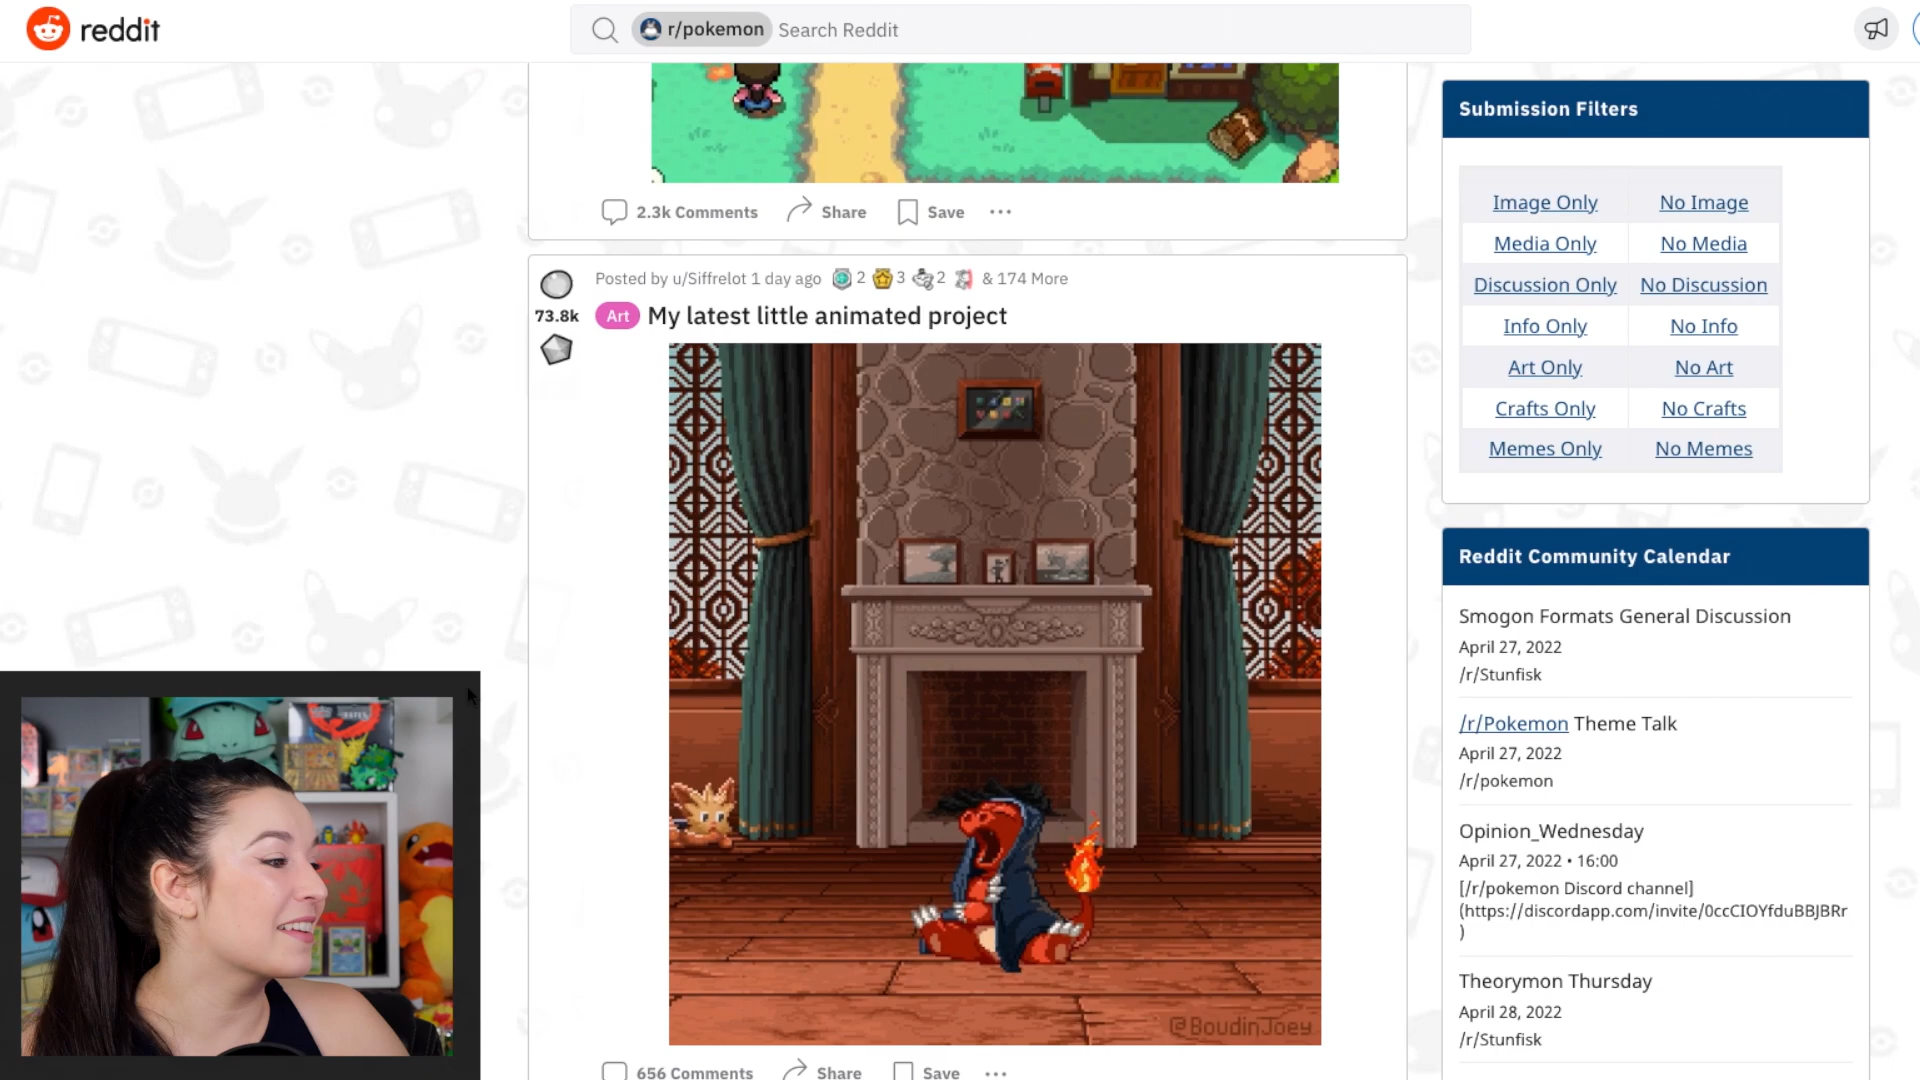 reddit
r/pokemon Search Reddit
2.3k Comments Share Save
Posted by u/Siffrelot 1 day ago 2 3 2 & 174 More
73.8k
Art My latest little animated project
@BoudinJoey
656 Comments Share Save
Submission Filters
Image Only No Image
Media Only No Media
Discussion Only No Discussion
Info Only No Info
Art Only No Art
Crafts Only No Crafts
Memes Only No Memes
Reddit Community Calendar
Smogon Formats General Discussion
April 27, 2022
/r/Stunfisk
/r/Pokemon Theme Talk
April 27, 2022
/r/pokemon
Opinion_Wednesday
April 27, 2022 • 16:00
[/r/pokemon Discord channel]
(https://discordapp.com/invite/0ccCIOYfduBBJBRr
)
Theorymon Thursday
April 28, 2022
/r/Stunfisk